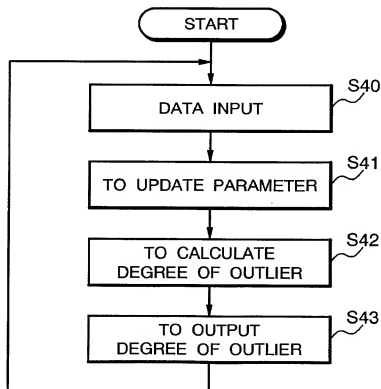 START
S40
DATA INPUT
S41
TO UPDATE PARAMETER
S42
TO CALCULATE
DEGREE OF OUTLIER
S43
TO OUTPUT
DEGREE OF OUTLIER